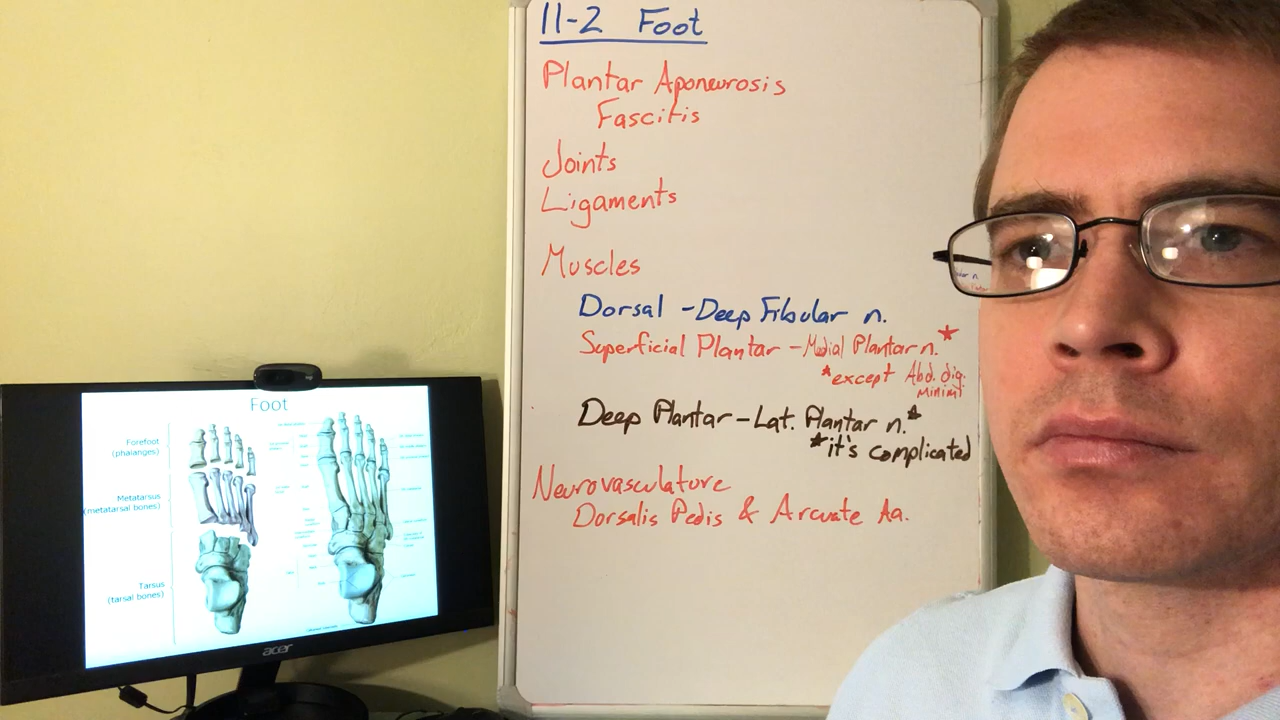 11-2 Foot
Plantar Aponeurosis
Fascitis
Joints
Ligaments
Muscles
Dorsal - Deep Fibular n.
Superficial Plantar - Medial Plantar n.*
*except Abd. dig.
minimi
Deep Plantar - Lat. Plantar n.*
*it's complicated
Neurovasculature
Dorsalis Pedis & Arcuate Aa.
Foot
Forefoot
(phalanges)
Metatarsus
(metatarsal bones)
Tarsus
(tarsal bones)
acer